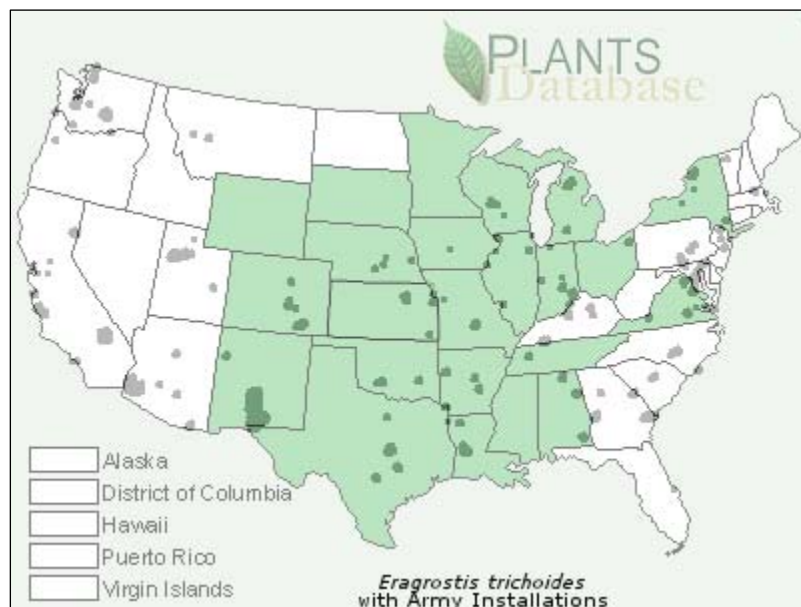 PLANTS
Database
Alaska
District of Columbia
Hawaii
Puerto Rico
Virgin Islands
Eragrostis trichoides
with Army Installations